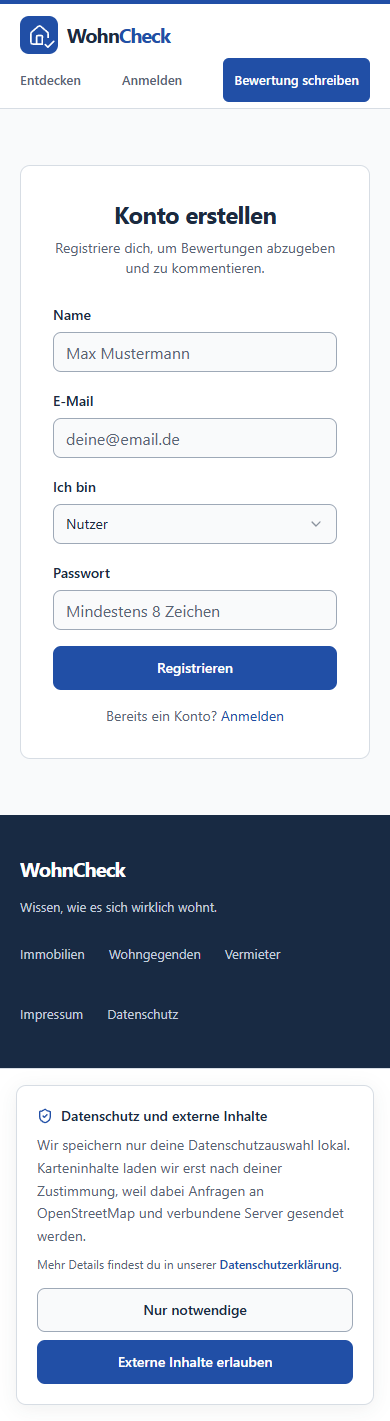 WohnCheck
Entdecken
Anmelden
Bewertung schreiben
Konto erstellen
Registriere dich, um Bewertungen abzugeben
und zu kommentieren.
Name
Max Mustermann
E-Mail
deine@email.de
Ich bin
Nutzer
Passwort
Mindestens 8 Zeichen
Registrieren
Bereits ein Konto? Anmelden
WohnCheck
Wissen, wie es sich wirklich wohnt.
Immobilien
Wohngegenden
Vermieter
Impressum
Datenschutz
Datenschutz und externe Inhalte
Wir speichern nur deine Datenschutzauswahl lokal.
Karteninhalte laden wir erst nach deiner
Zustimmung, weil dabei Anfragen an
OpenStreetMap und verbundene Server gesendet
werden.
Mehr Details findest du in unserer Datenschutzerklärung.
Nur notwendige
Externe Inhalte erlauben